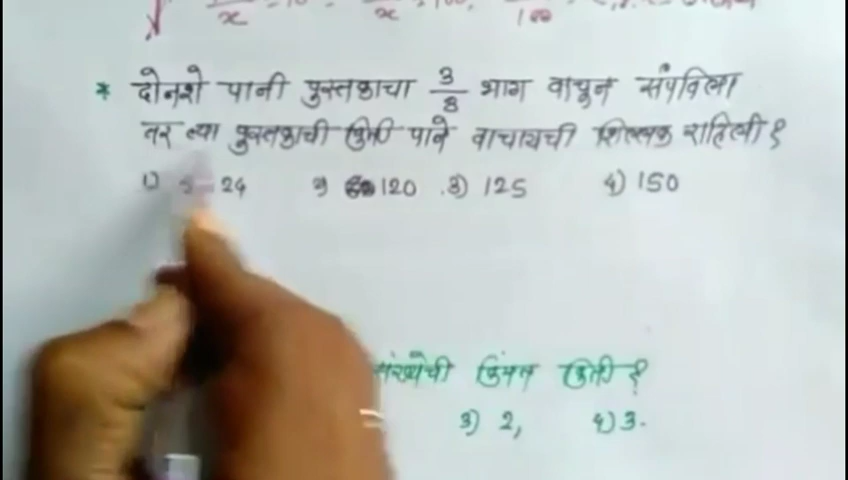 * दोनशे पानी पुस्तकाचा 3/8 भाग वाचून संपविला
तर त्या पुस्तकाची किती पाने वाचायची शिल्लक राहिली ?
1) 24 2) 120 3) 125 4) 150
संख्येची किंमत किती ?
3) 2, 4) 3.